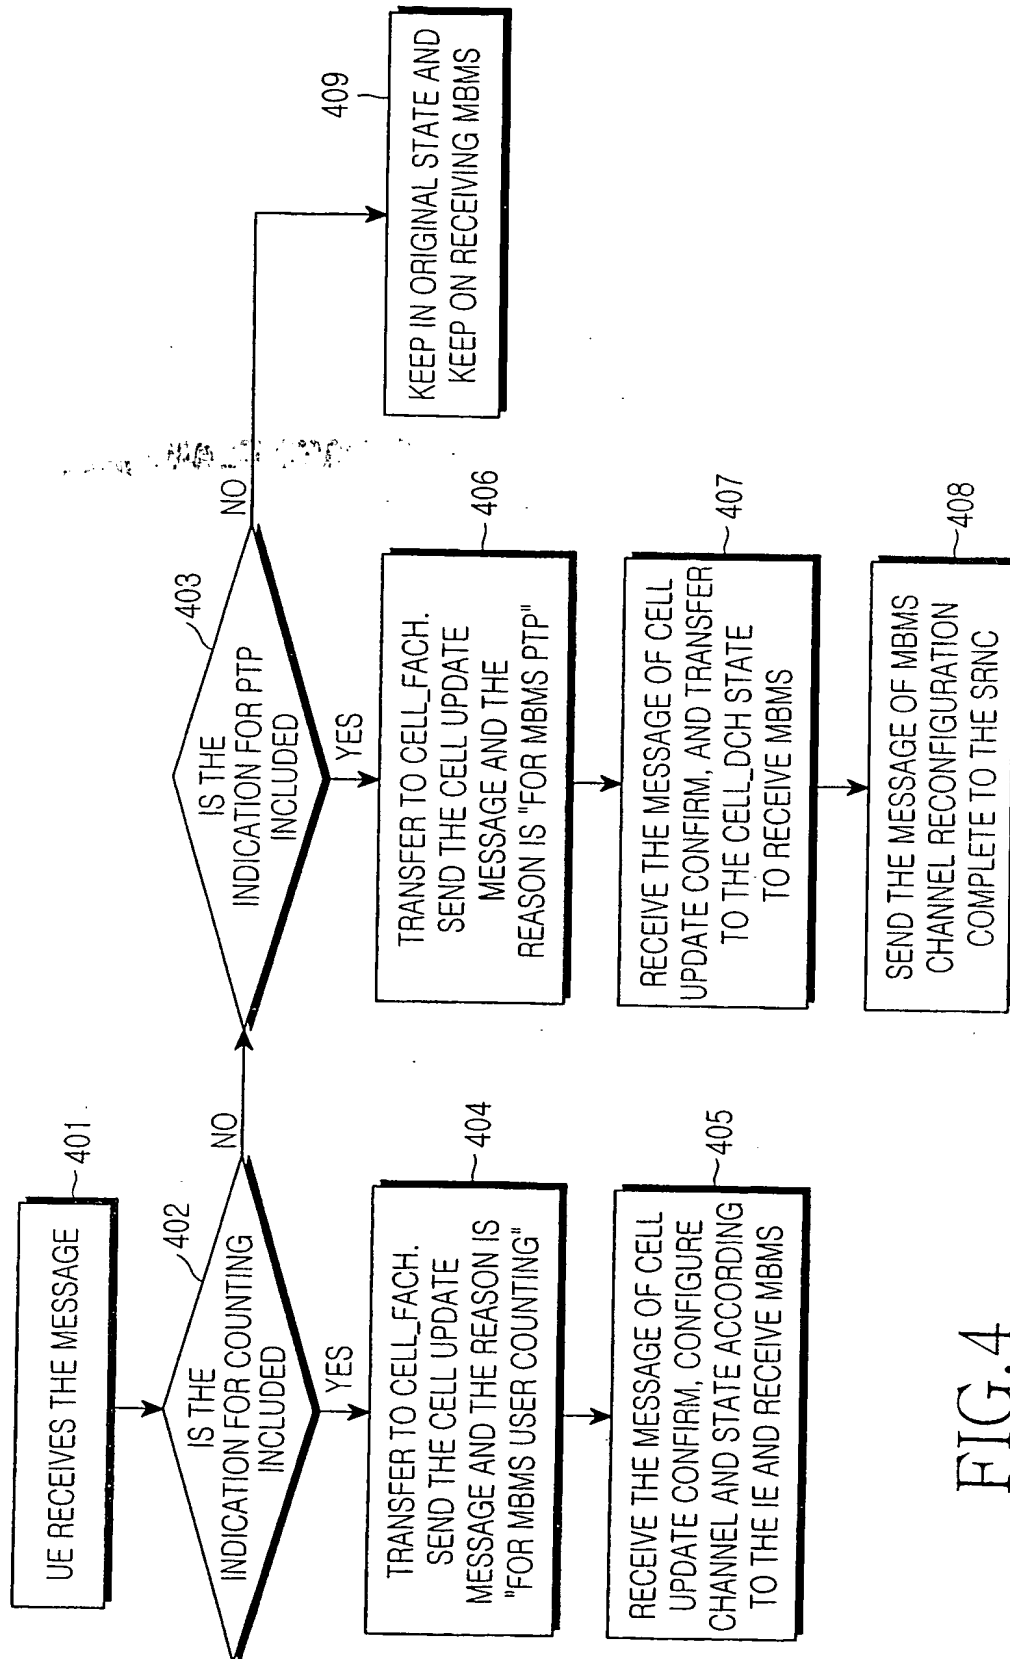 UE RECEIVES THE MESSAGE
401
402
IS THE
INDICATION FOR COUNTING
INCLUDED
NO
YES
403
IS THE
INDICATION FOR PTP
INCLUDED
NO
YES
TRANSFER TO CELL_FACH.
SEND THE CELL UPDATE
MESSAGE AND THE REASON IS
"FOR MBMS USER COUNTING"
404
RECEIVE THE MESSAGE OF CELL
UPDATE CONFIRM, CONFIGURE
CHANNEL AND STATE ACCORDING
TO THE IE AND RECEIVE MBMS
405
TRANSFER TO CELL_FACH.
SEND THE CELL UPDATE
MESSAGE AND THE
REASON IS "FOR MBMS PTP"
406
RECEIVE THE MESSAGE OF CELL
UPDATE CONFIRM, AND TRANSFER
TO THE CELL_DCH STATE
TO RECEIVE MBMS
407
SEND THE MESSAGE OF MBMS
CHANNEL RECONFIGURATION
COMPLETE TO THE SRNC
408
409
KEEP IN ORIGINAL STATE AND
KEEP ON RECEIVING MBMS
FIG.4